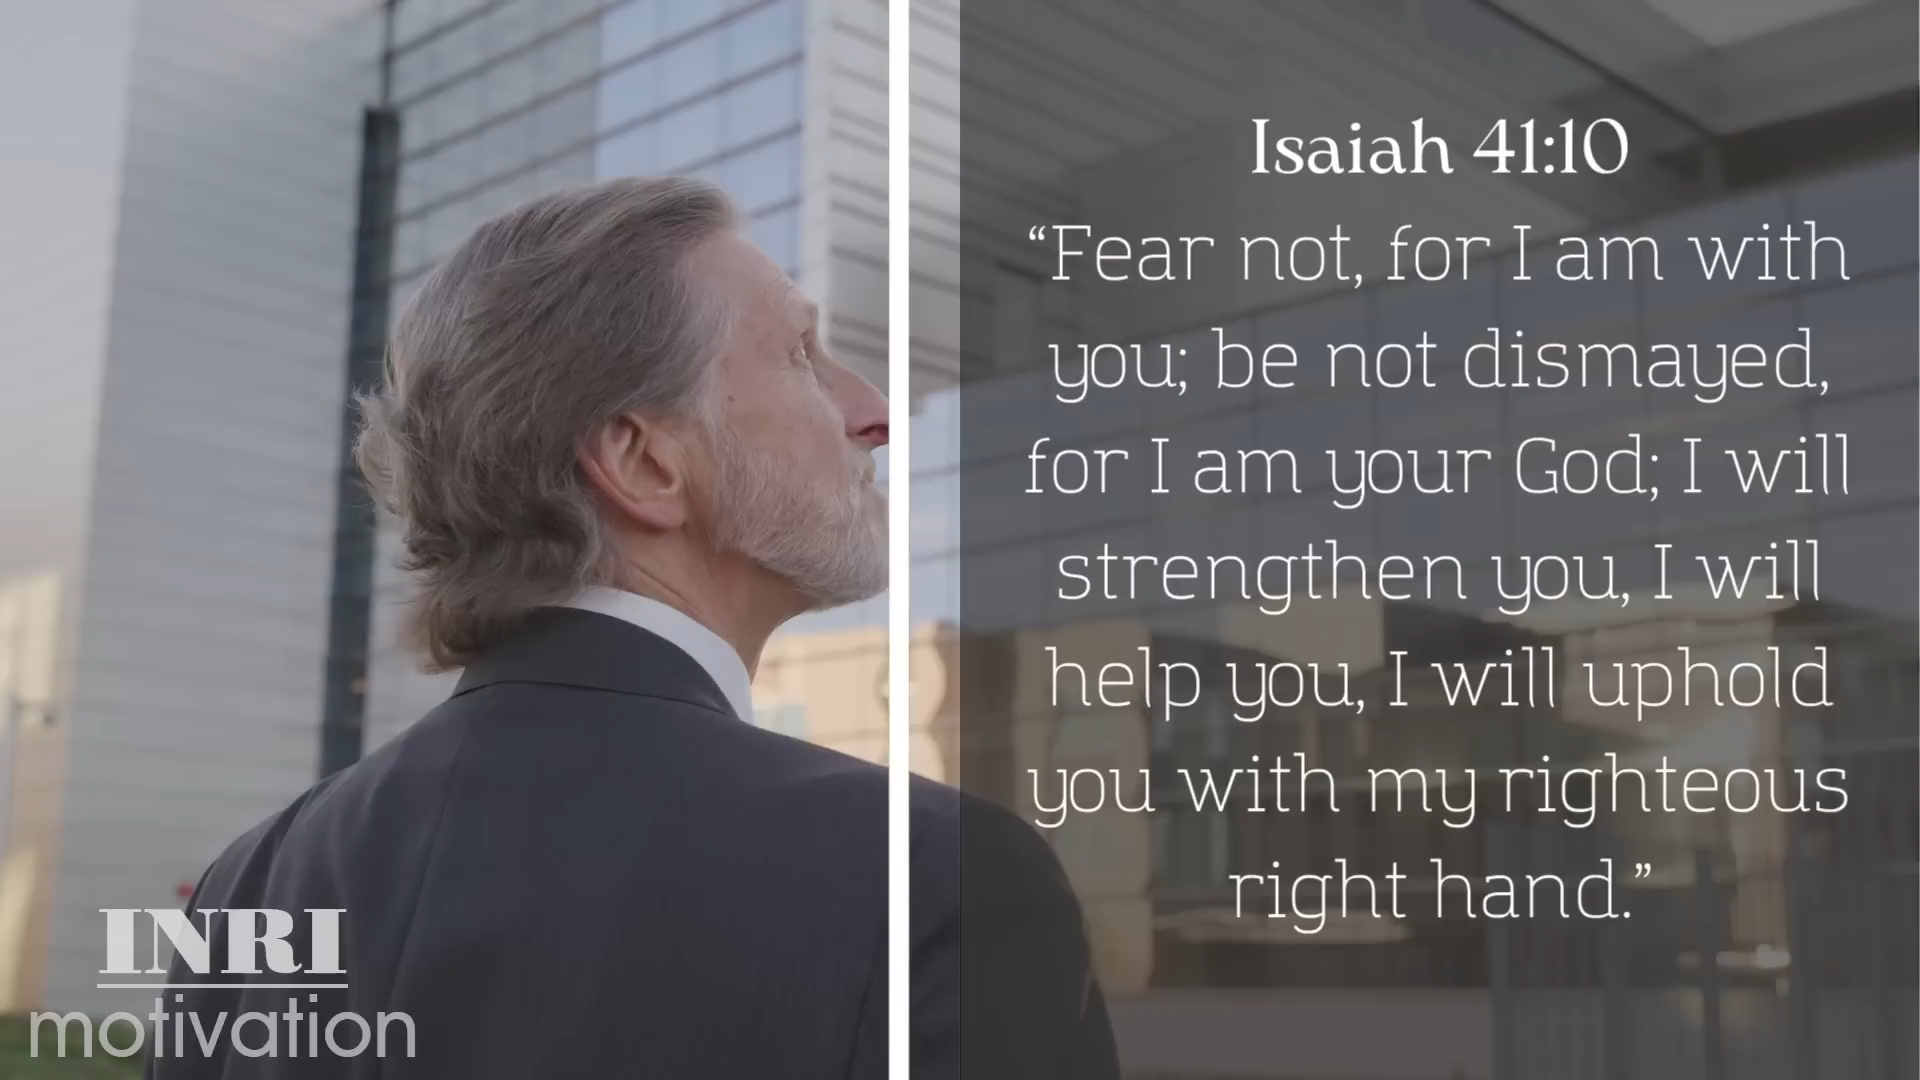 Isaiah 41:10
“Fear not, for I am with
you; be not dismayed,
for I am your God; I will
strengthen you, I will
help you, I will uphold
you with my righteous
right hand.”
INRI
motivation